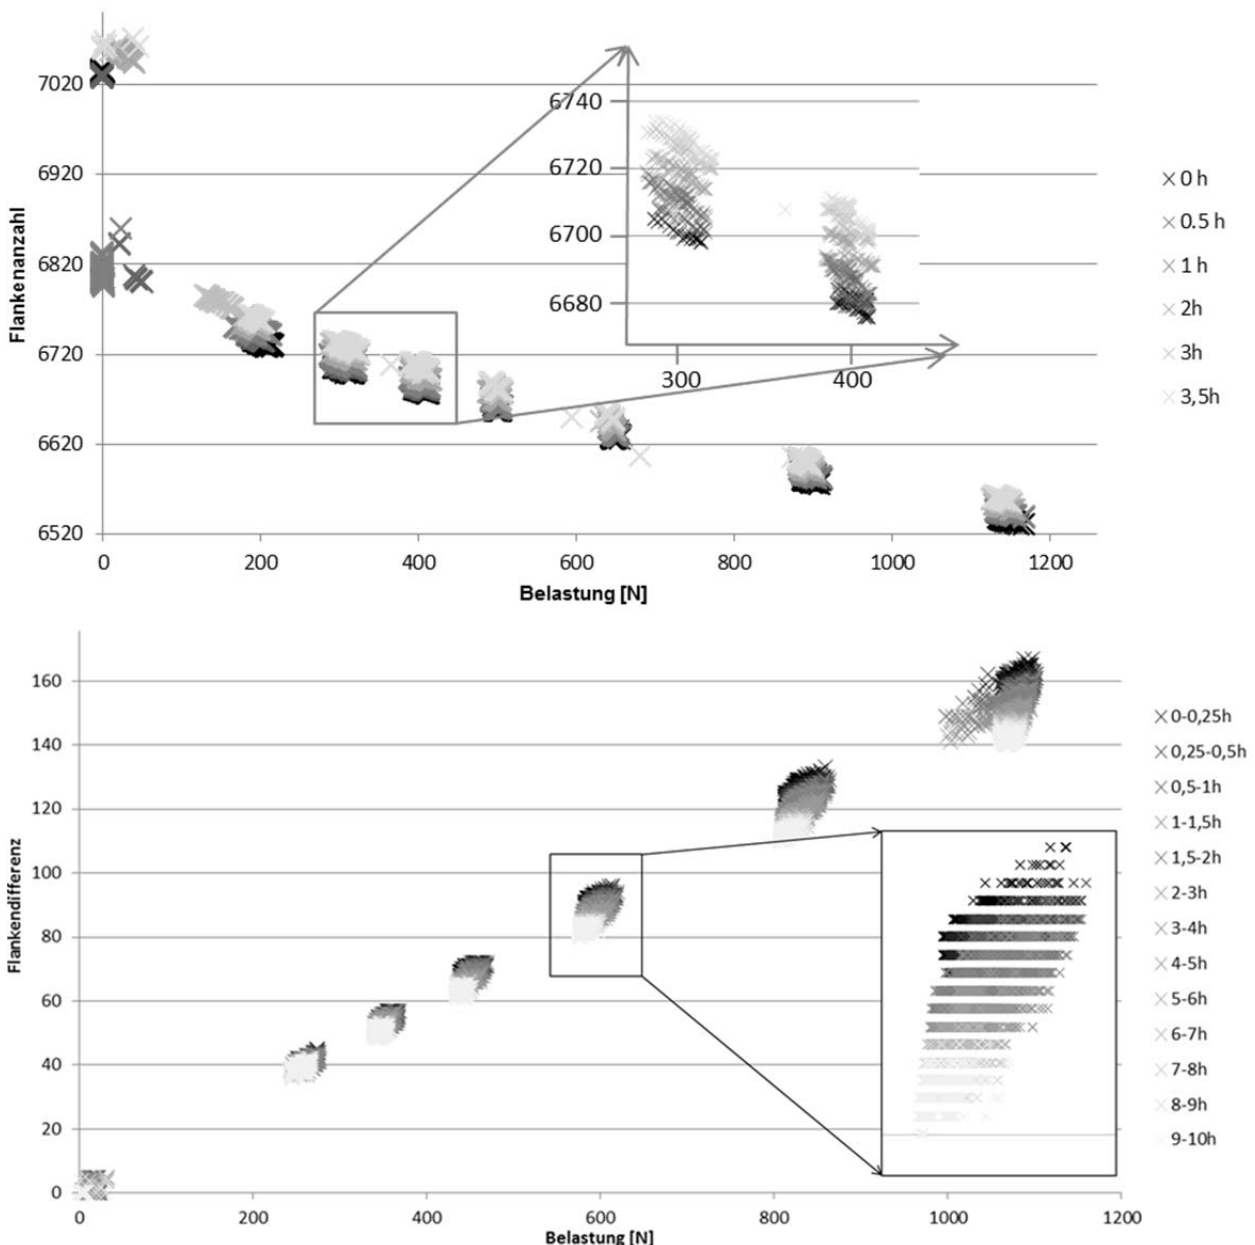 7020
6920
6820
6720
6620
6520
Flankenanzahl
0
200
400
600
800
1000
1200
Belastung [N]
6740
6720
6700
6680
300
400
0 h
0.5 h
1 h
2h
3h
3,5h
160
140
120
100
80
60
40
20
0
Flankendifferenz
0
200
400
600
800
1000
1200
Belastung [N]
0-0,25h
0,25-0,5h
0,5-1h
1-1,5h
1,5-2h
2-3h
3-4h
4-5h
5-6h
6-7h
7-8h
8-9h
9-10h